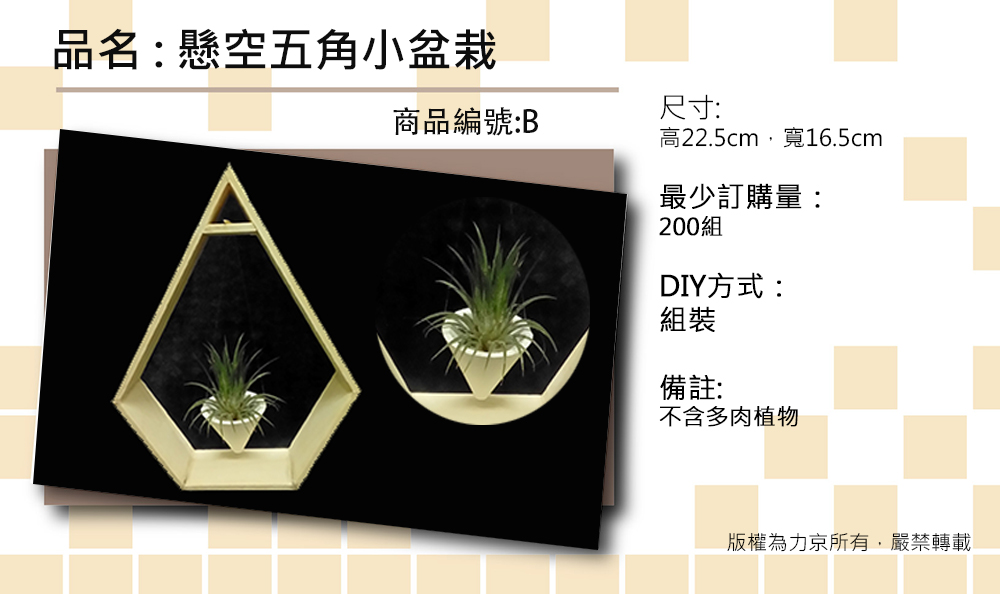 品名 : 懸空五角小盆栽
商品編號:B
尺寸:
高22.5cm，寬16.5cm
最少訂購量：
200組
DIY方式：
組裝
備註:
不含多肉植物
版權為力京所有，嚴禁轉載